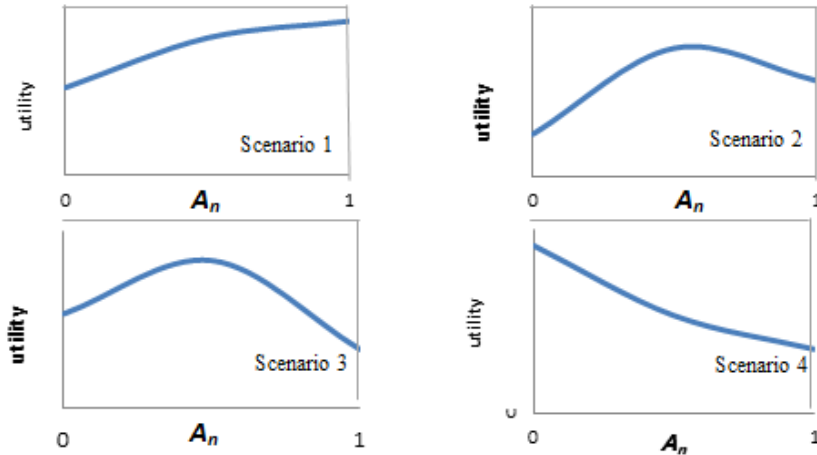 utility
Scenario 1
0 1
An
utility
Scenario 2
0 1
An
utility
Scenario 3
0 1
An
utility
Scenario 4
0
0 1
An